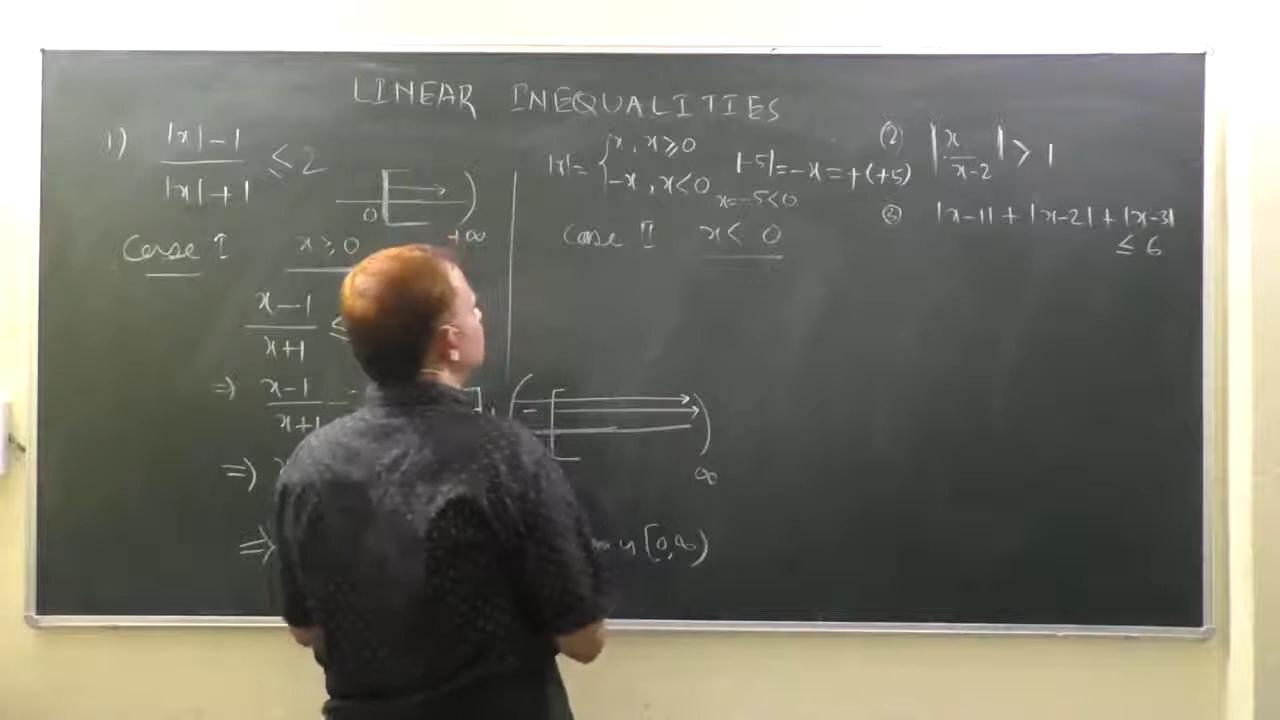 LINEAR INEQUALITIES
1) |x| - 1 / |x| + 1 ≤ 2
0 +∞
Case I x ≥ 0
x-1 / x+1 ≤
=> x-1 / x+1 -
=>
=>
|x| = { x, x ≥ 0
-x, x < 0
|-5| = -x = +(+5)
x = -5 < 0
Case II x < 0
∞
[0, ∞)
(2) |x / x-2| > 1
(3) |x-1| + |x-2| + |x-3|
≤ 6